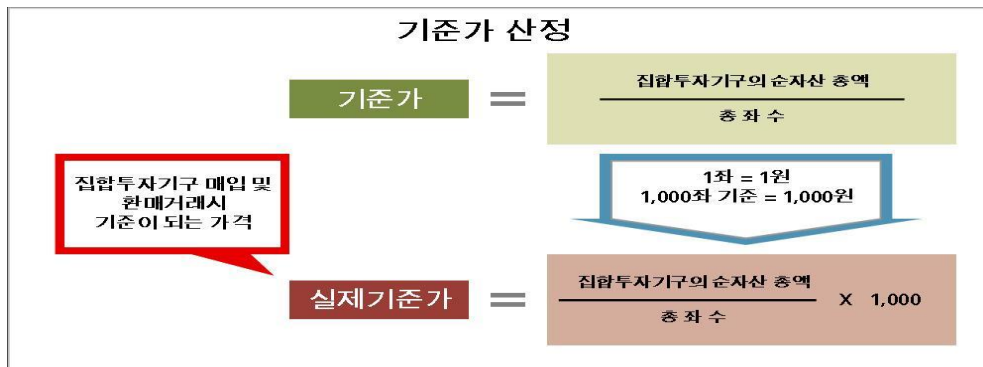 기준가 산정
기준가 = 집합투자기구의 순자산 총액
총 좌 수
집합투자기구 매입 및
환매거래시
기준이 되는 가격
1좌 = 1원
1,000좌 기준 = 1,000원
실제기준가 = 집합투자기구의 순자산 총액
총 좌 수
X 1,000